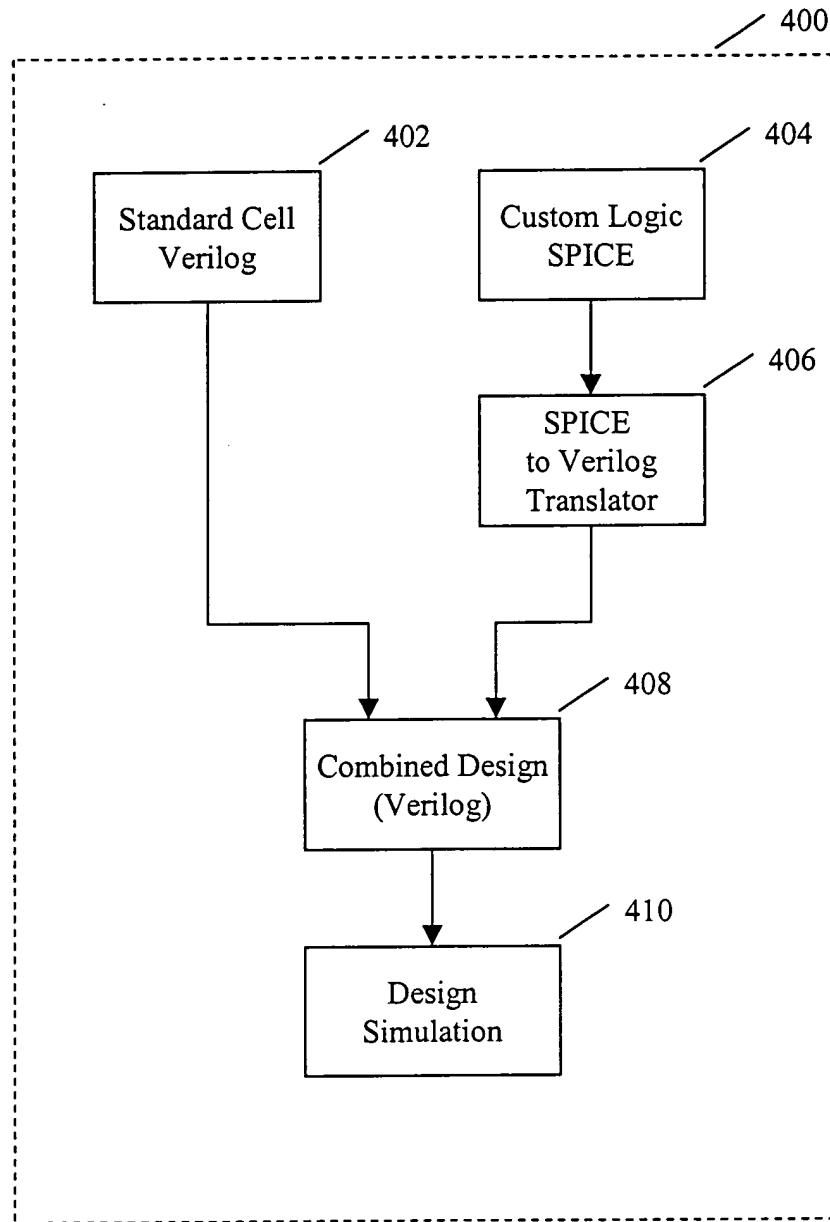 400
402
404
Standard Cell
Verilog
Custom Logic
SPICE
406
SPICE
to Verilog
Translator
408
Combined Design
(Verilog)
410
Design
Simulation